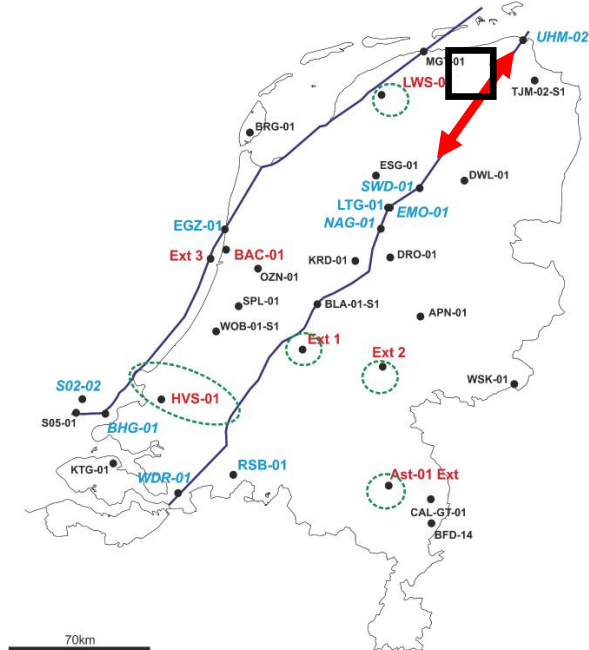 UHM-02
MGT-01
LWS-0
TJM-02-S1
BRG-01
ESG-01
DWL-01
SWD-01
LTG-01
EMO-01
EGZ-01
NAG-01
Ext 3
BAC-01
KRD-01
DRO-01
OZN-01
SPL-01
BLA-01-S1
APN-01
WOB-01-S1
Ext 1
Ext 2
S02-02
WSK-01
HVS-01
S05-01
BHG-01
KTG-01
RSB-01
WDR-01
Ast-01 Ext
CAL-GT-01
BFD-14
70km